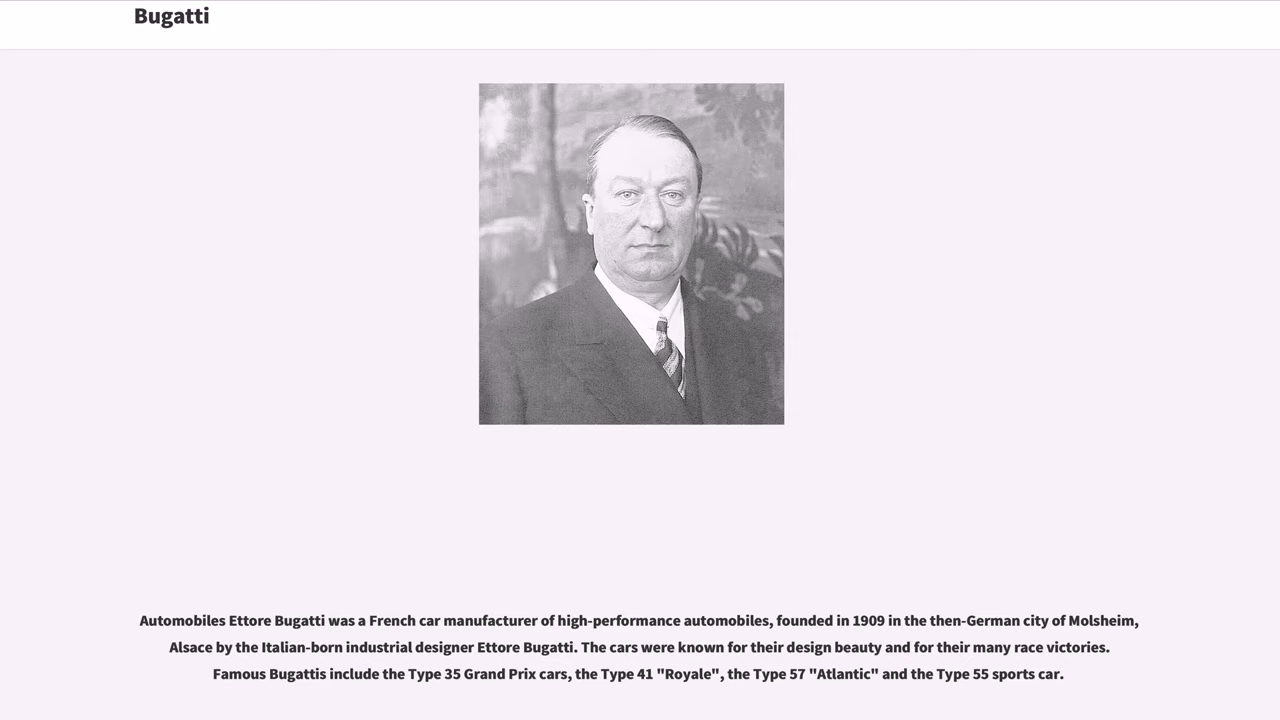 Bugatti
Automobiles Ettore Bugatti was a French car manufacturer of high-performance automobiles, founded in 1909 in the then-German city of Molsheim,
Alsace by the Italian-born industrial designer Ettore Bugatti. The cars were known for their design beauty and for their many race victories.
Famous Bugattis include the Type 35 Grand Prix cars, the Type 41 "Royale", the Type 57 "Atlantic" and the Type 55 sports car.